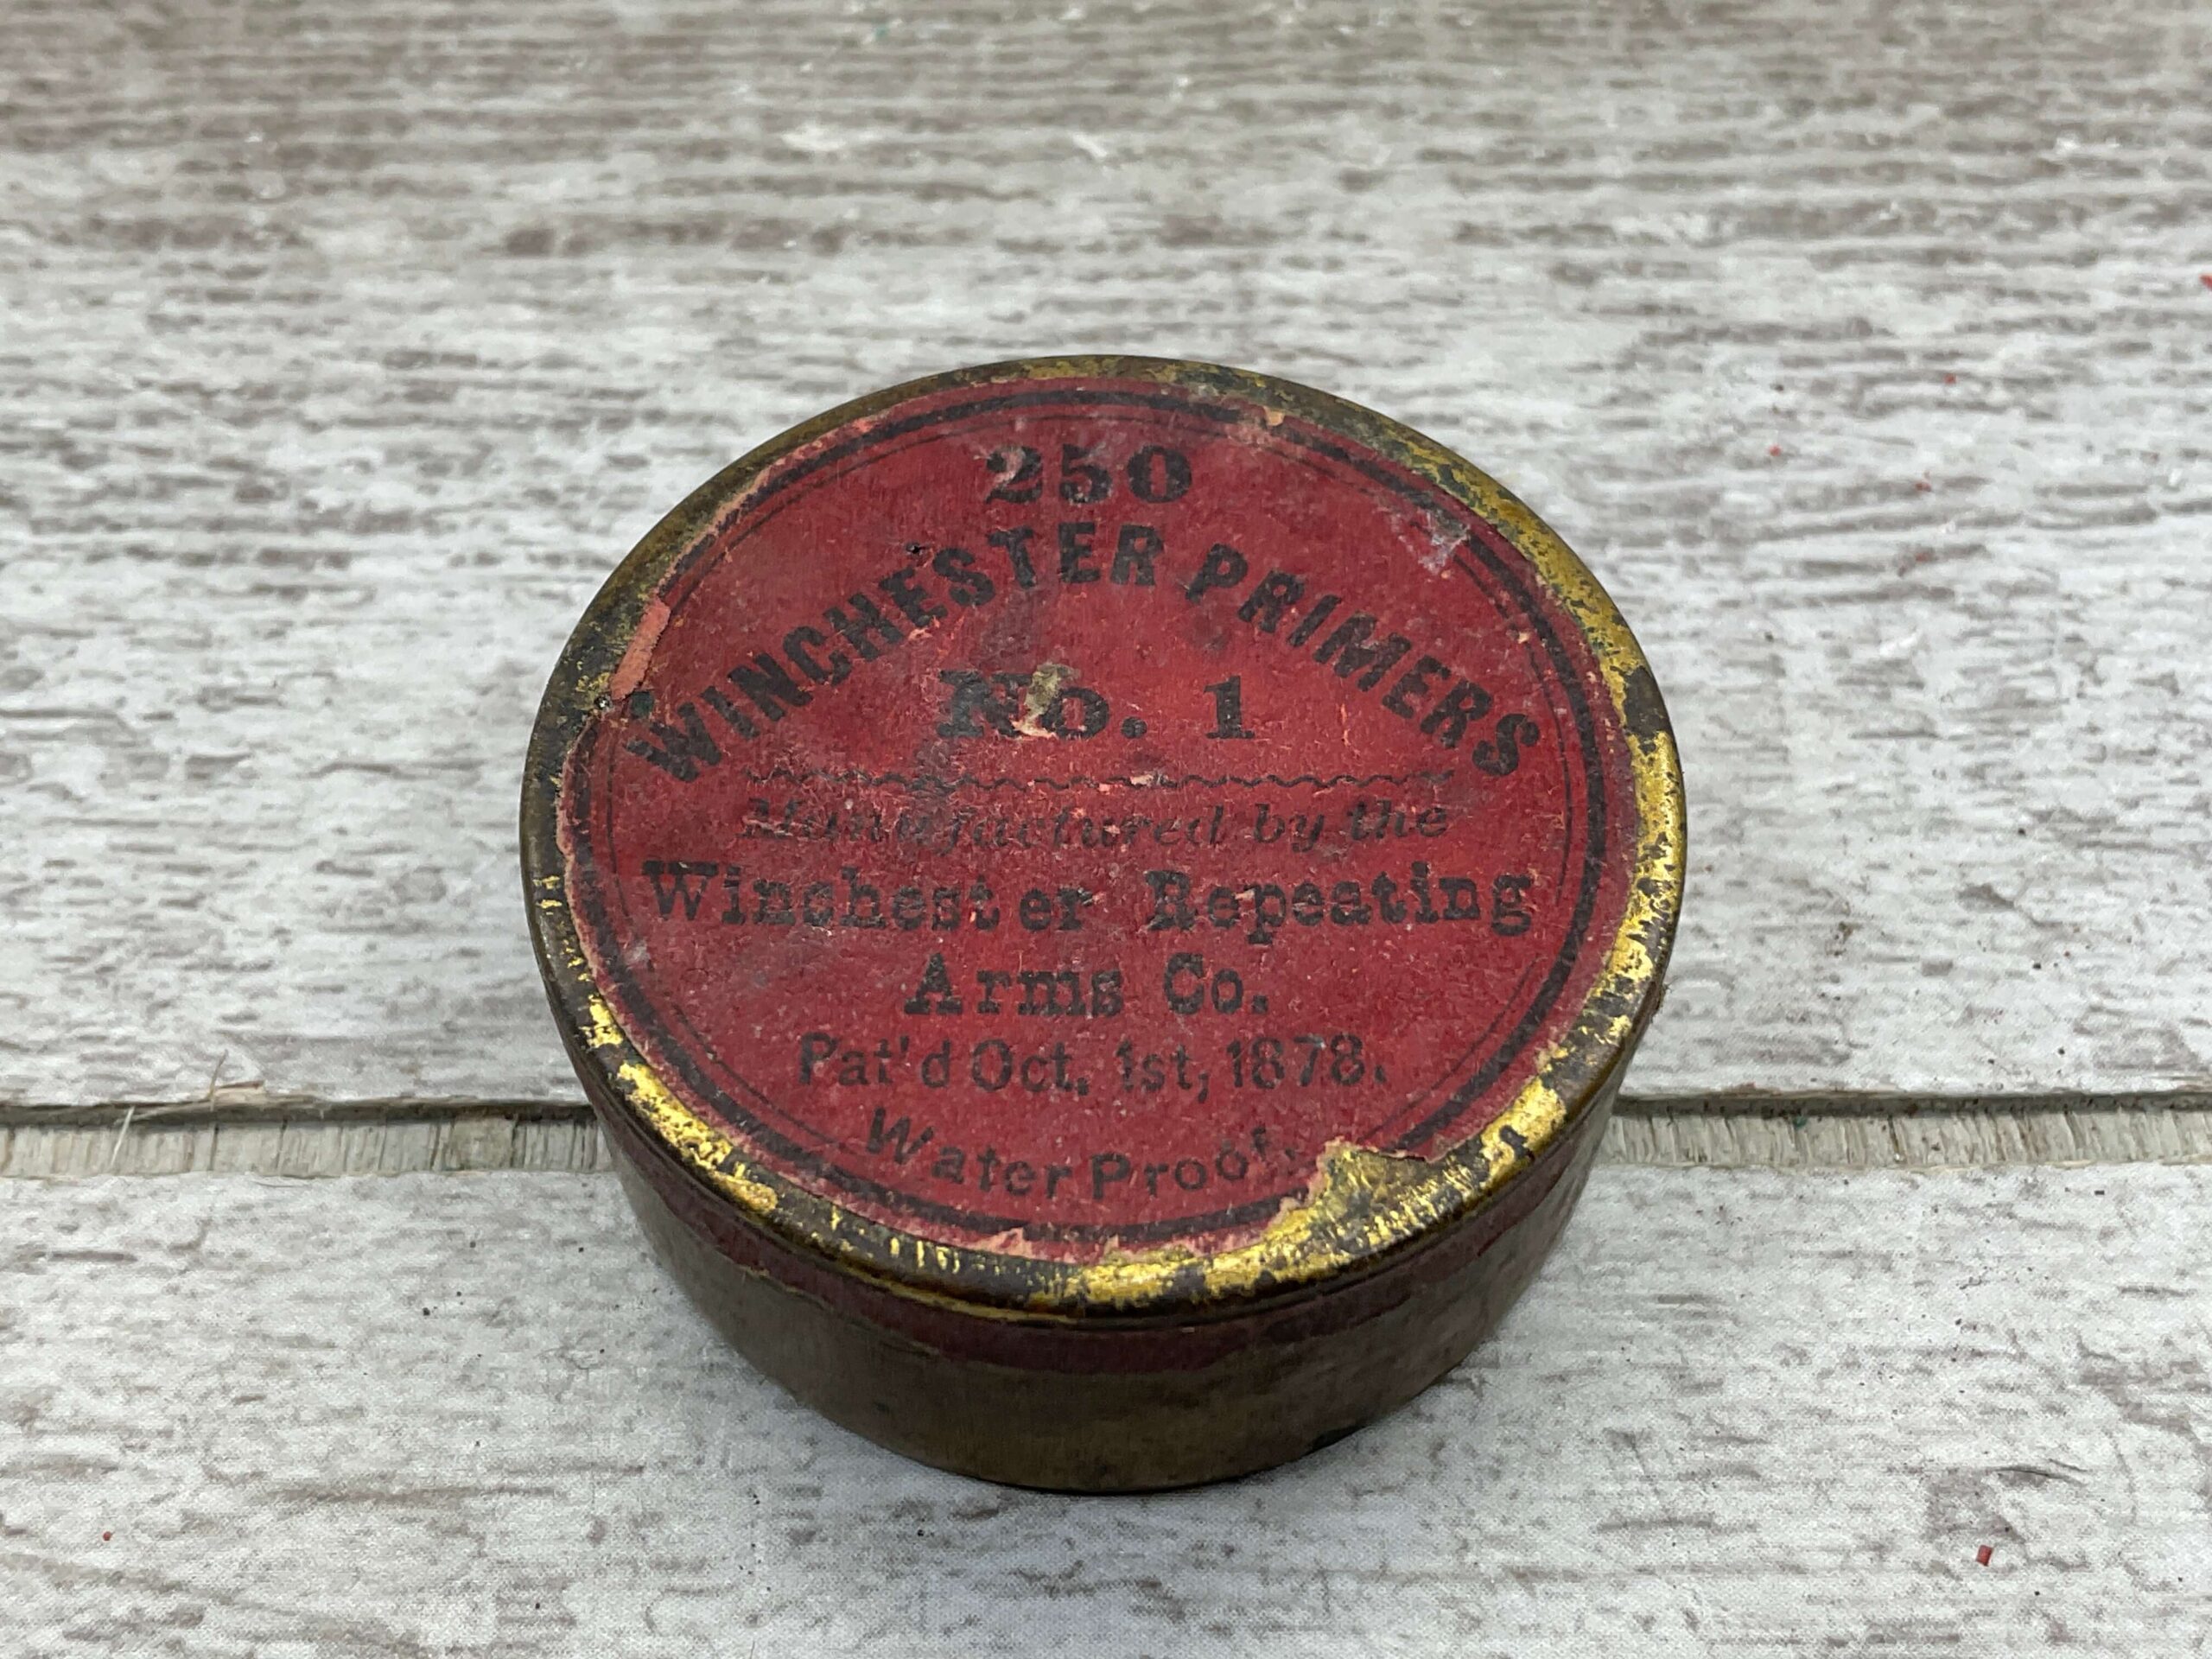 250
WINCHESTER PRIMERS
No. 1
Manufactured by the
Winchester Repeating
Arms Co.
Pat'd Oct. 1st, 1878.
Water Proof.